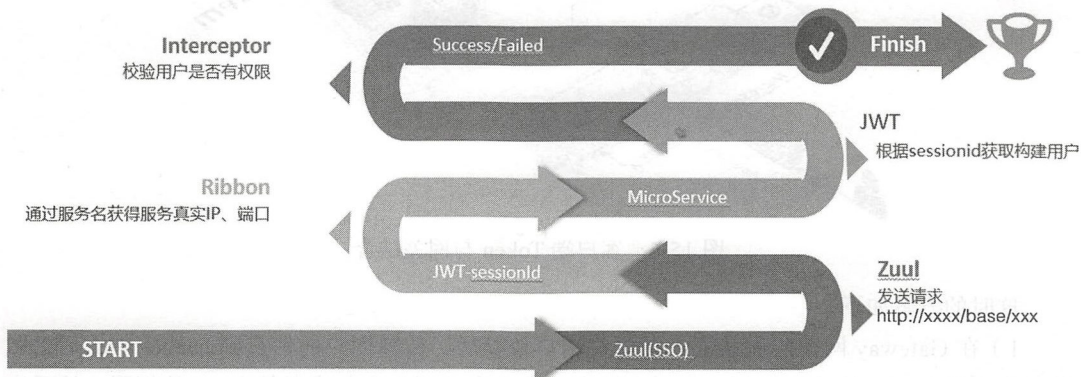 Interceptor
校验用户是否有权限
Success/Failed
Finish
JWT
根据sessionid获取构建用户
Ribbon
通过服务名获得服务真实IP、端口
MicroService
JWT-sessionId
Zuul
发送请求
http://xxxx/base/xxx
START
Zuul(SSO)